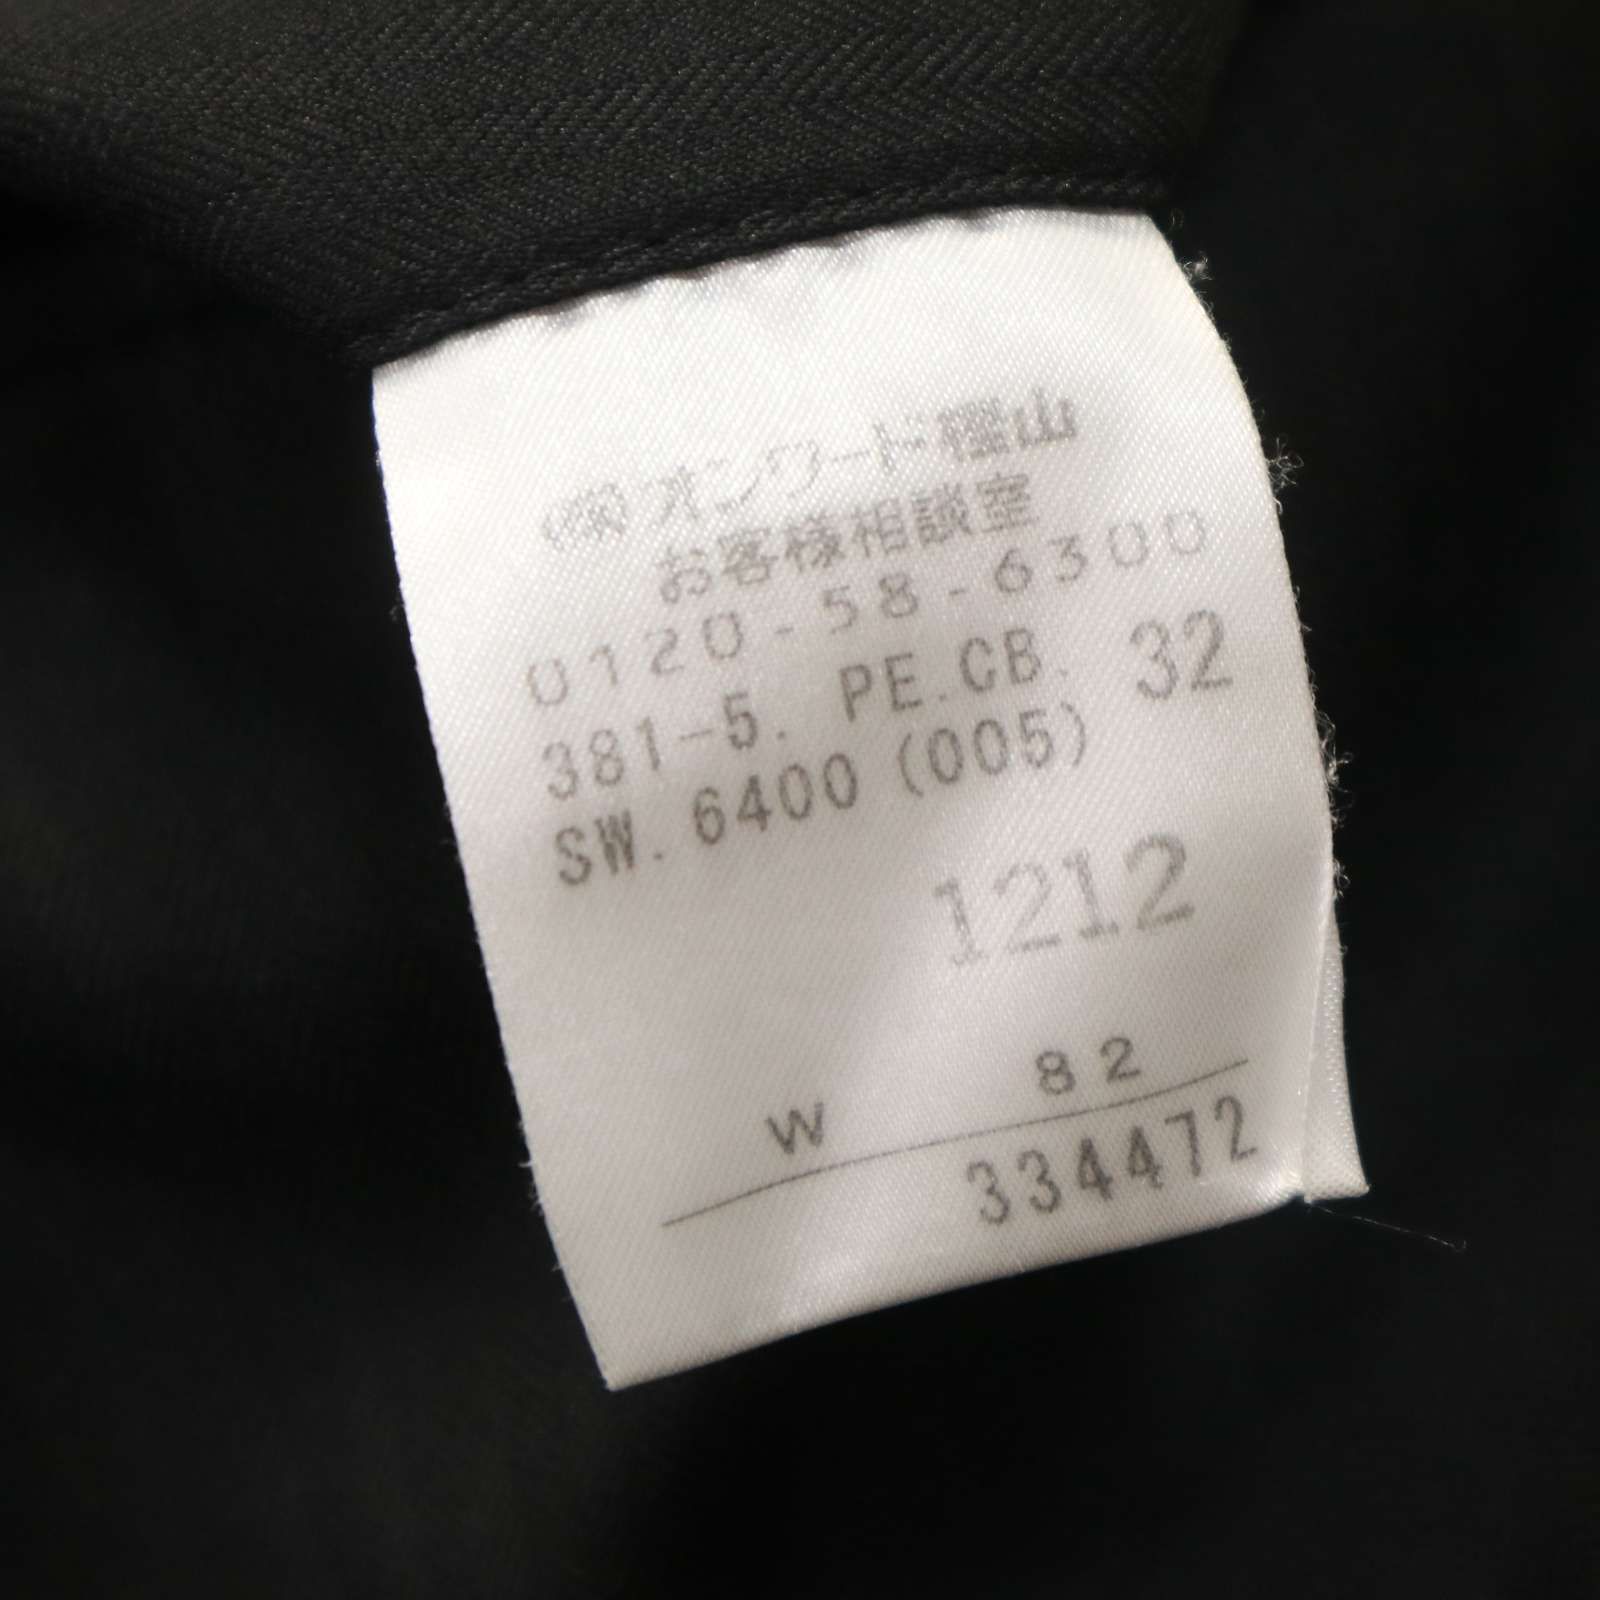 (株)オンワード樫山
お客様相談室
0120-58-6300
381-5. PE.CB. 32
SW. 6400 (005)
1212
W 82
334472